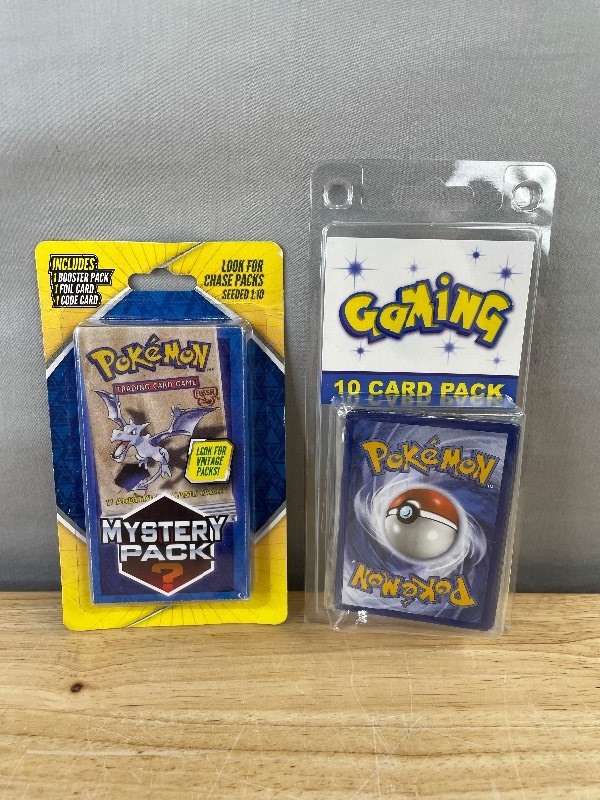 INCLUDES:
1 BOOSTER PACK
1 FOIL CARD
1 CODE CARD
LOOK FOR
CHASE PACKS
SEEDED 1:10
POKéMON
TRADING CARD GAME
LOOK FOR
VINTAGE
PACKS!
MYSTERY
PACK
?
GAMING
10 CARD PACK
POKéMON
POKéMON